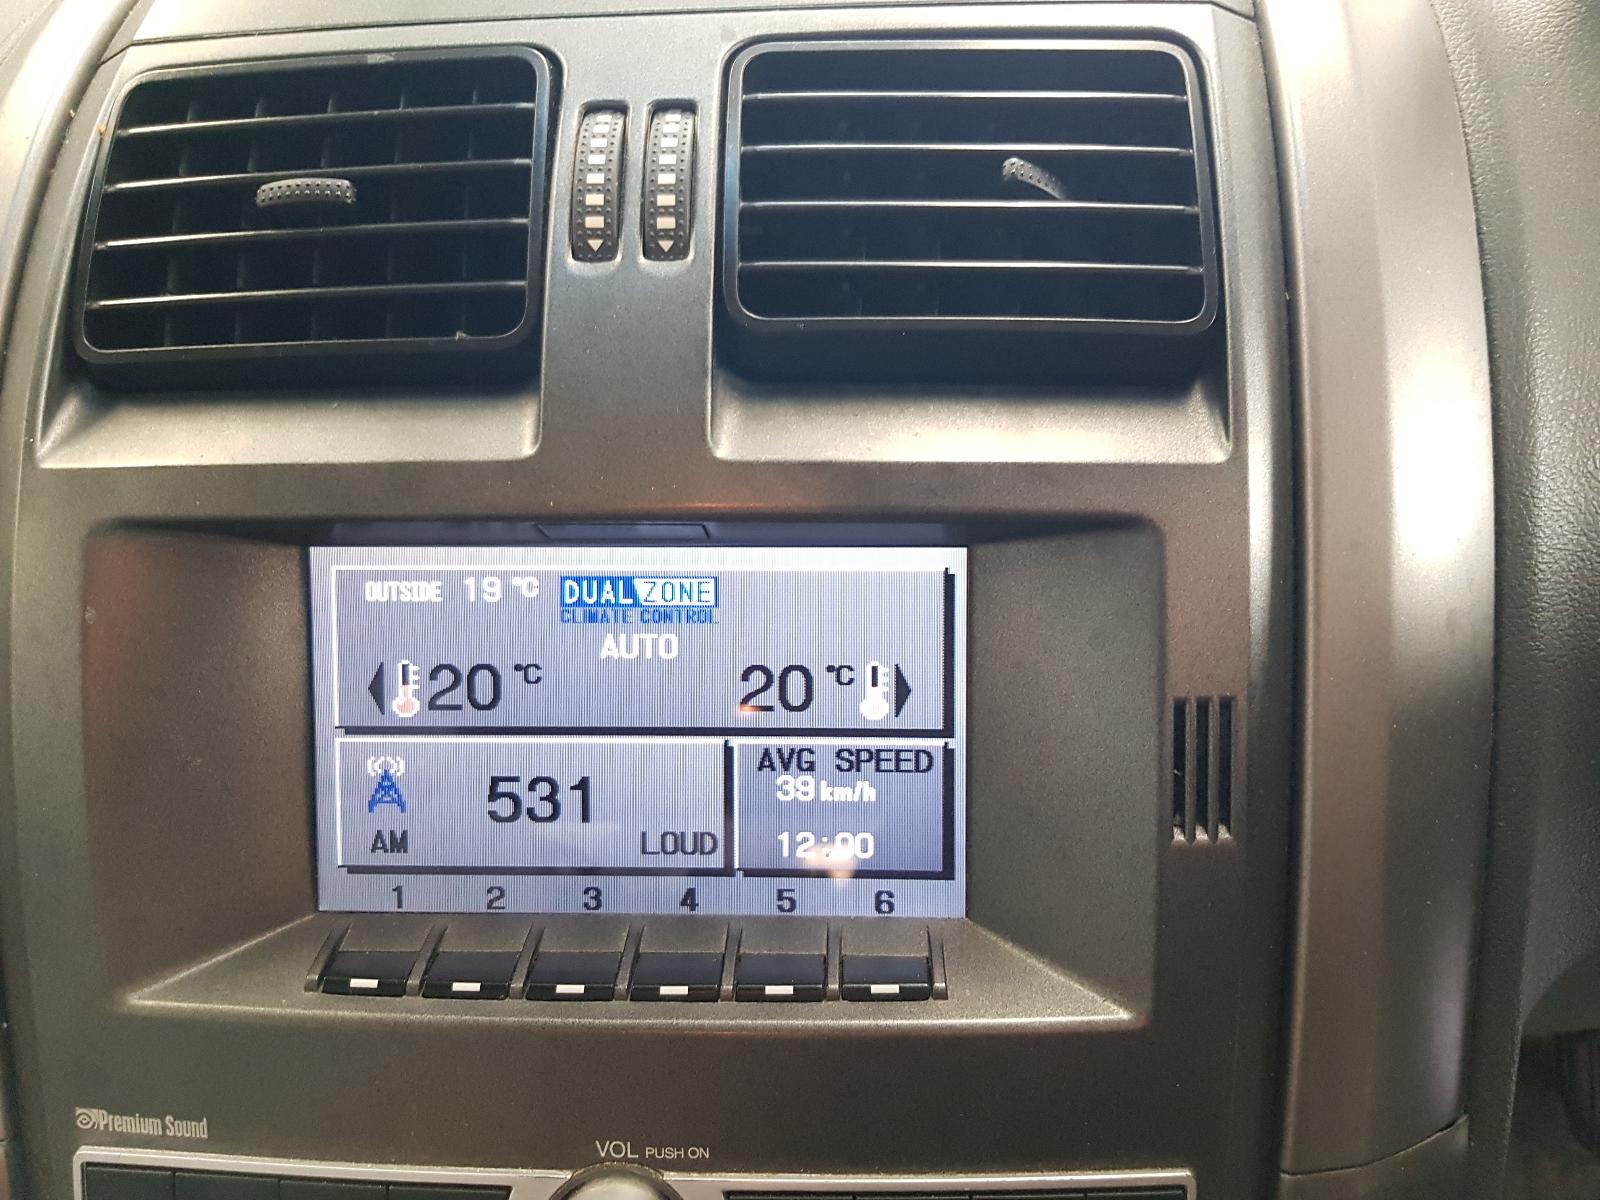 OUTSIDE 19 °C DUAL ZONE
CLIMATE CONTROL
AUTO
20 °C 20 °C
531
AM LOUD
AVG SPEED
39 km/h
12:00
1 2 3 4 5 6
Premium Sound
VOL PUSH ON